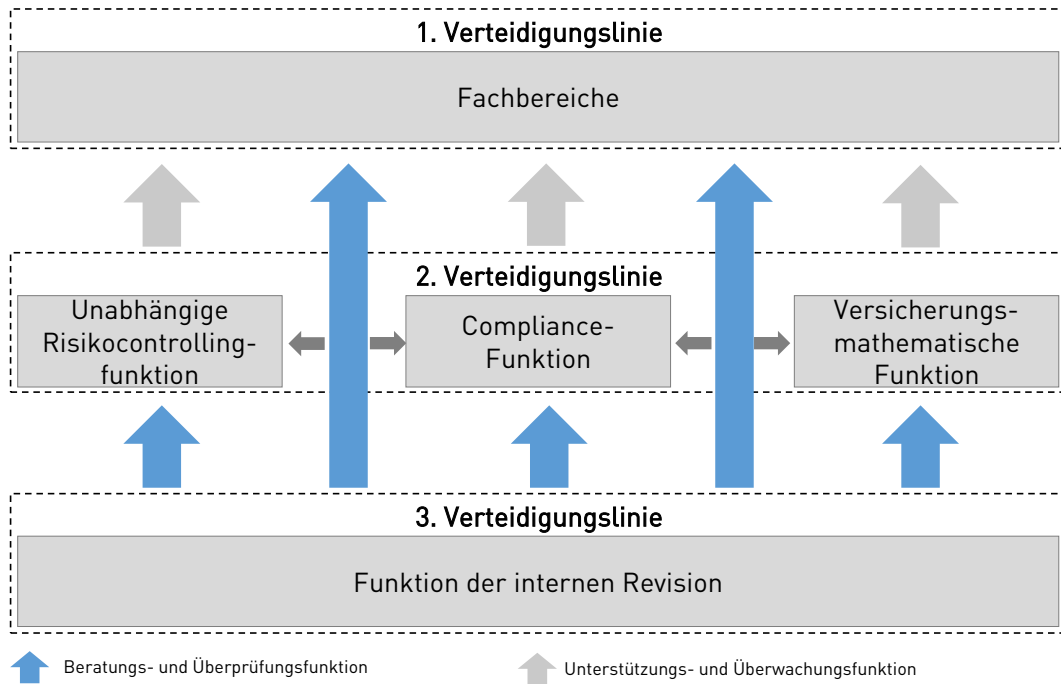 1. Verteidigungslinie
Fachbereiche
2. Verteidigungslinie
Unabhängige
Risikocontrolling-
funktion
Compliance-
Funktion
Versicherungs-
mathematische
Funktion
3. Verteidigungslinie
Funktion der internen Revision
Beratungs- und Überprüfungsfunktion
Unterstützungs- und Überwachungsfunktion